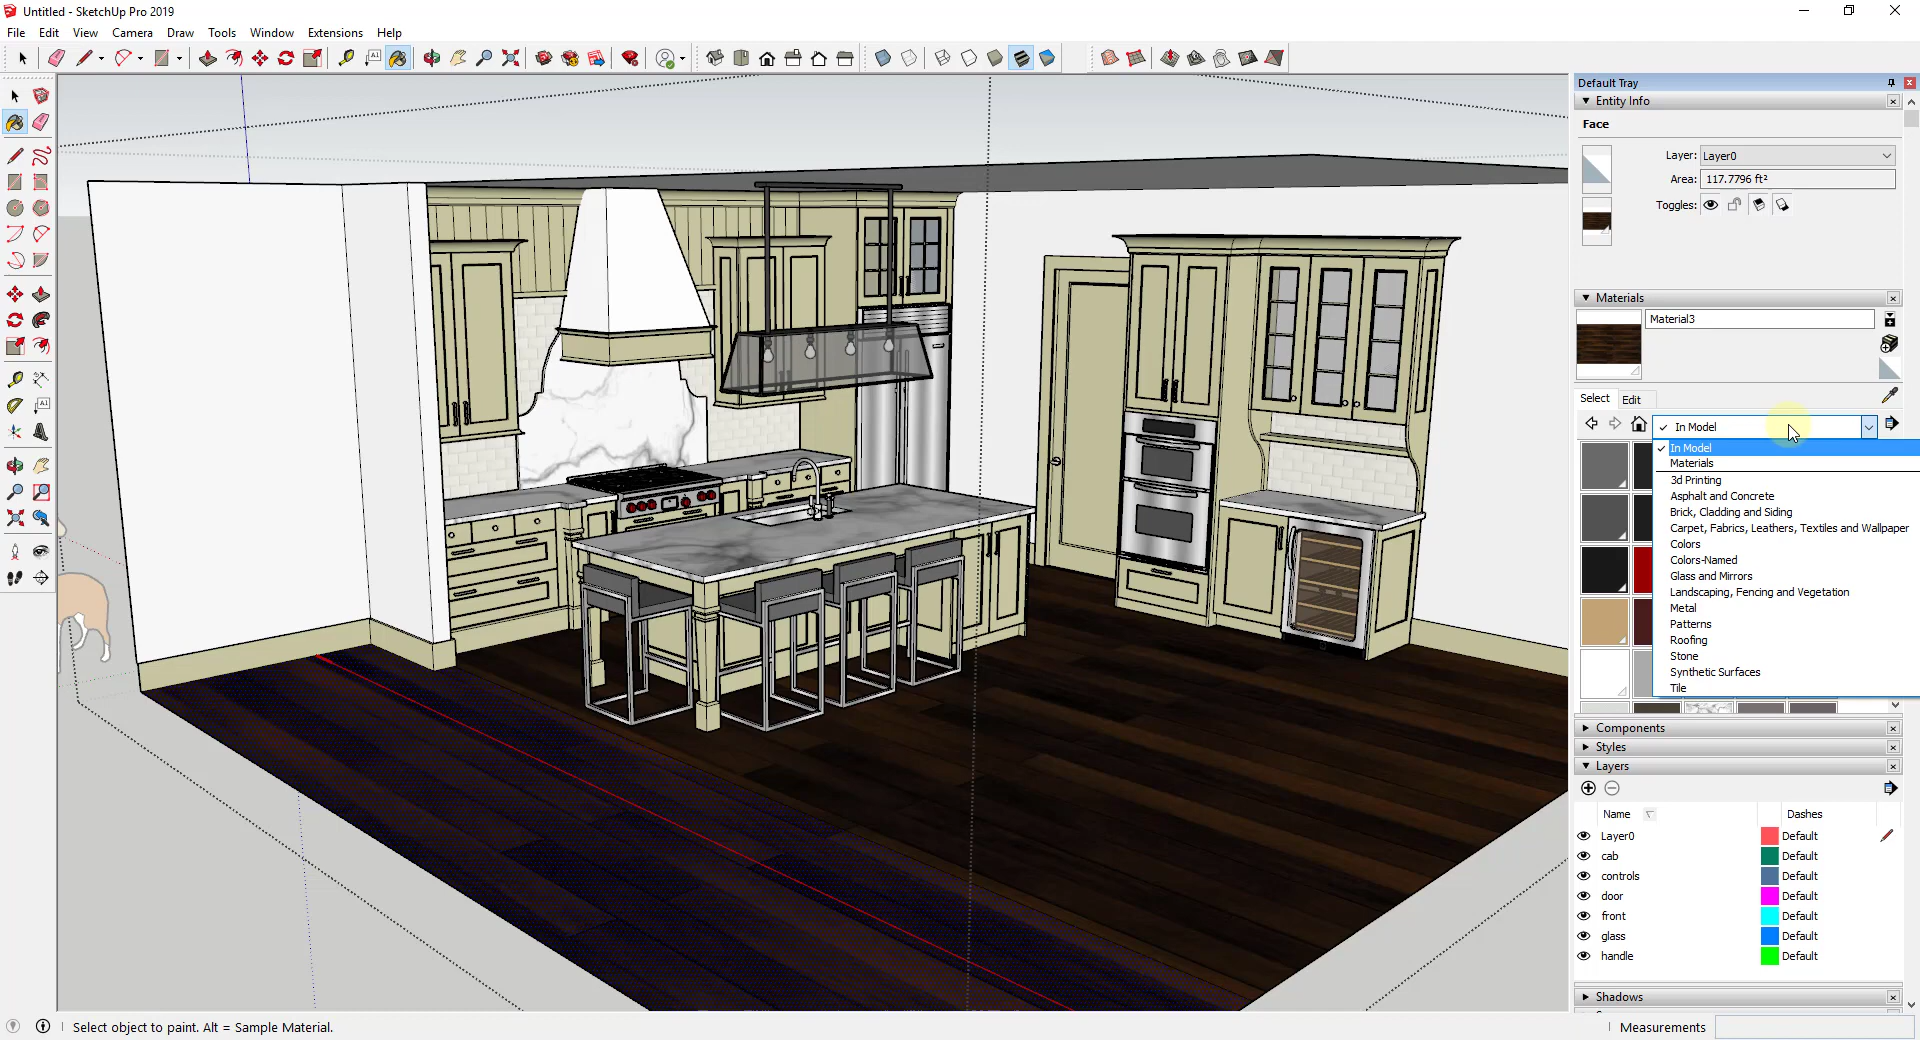 Untitled - SketchUp Pro 2019
File Edit View Camera Draw Tools Window Extensions Help
Default Tray
Entity Info
Face
Layer: Layer0
Area: 117.7796 ft²
Toggles:
Materials
Material3
Select Edit
In Model
In Model
Materials
3d Printing
Asphalt and Concrete
Brick, Cladding and Siding
Carpet, Fabrics, Leathers, Textiles and Wallpaper
Colors
Colors-Named
Glass and Mirrors
Landscaping, Fencing and Vegetation
Metal
Patterns
Roofing
Stone
Synthetic Surfaces
Tile
Components
Styles
Layers
Name Dashes
Layer0 Default
cab Default
controls Default
door Default
front Default
glass Default
handle Default
Shadows
Select object to paint. Alt = Sample Material.
Measurements